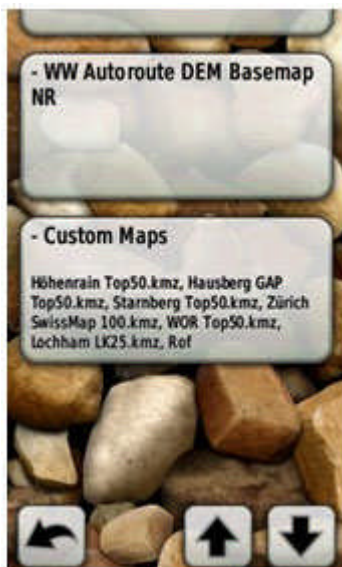 - WW Autoroute DEM Basemap
NR
- Custom Maps
Höhenrain Top50.kmz, Hausberg GAP
Top50.kmz, Starnberg Top50.kmz, Zürich
SwissMap 100.kmz, WOR Top50.kmz,
Lochham LK25.kmz, Rof